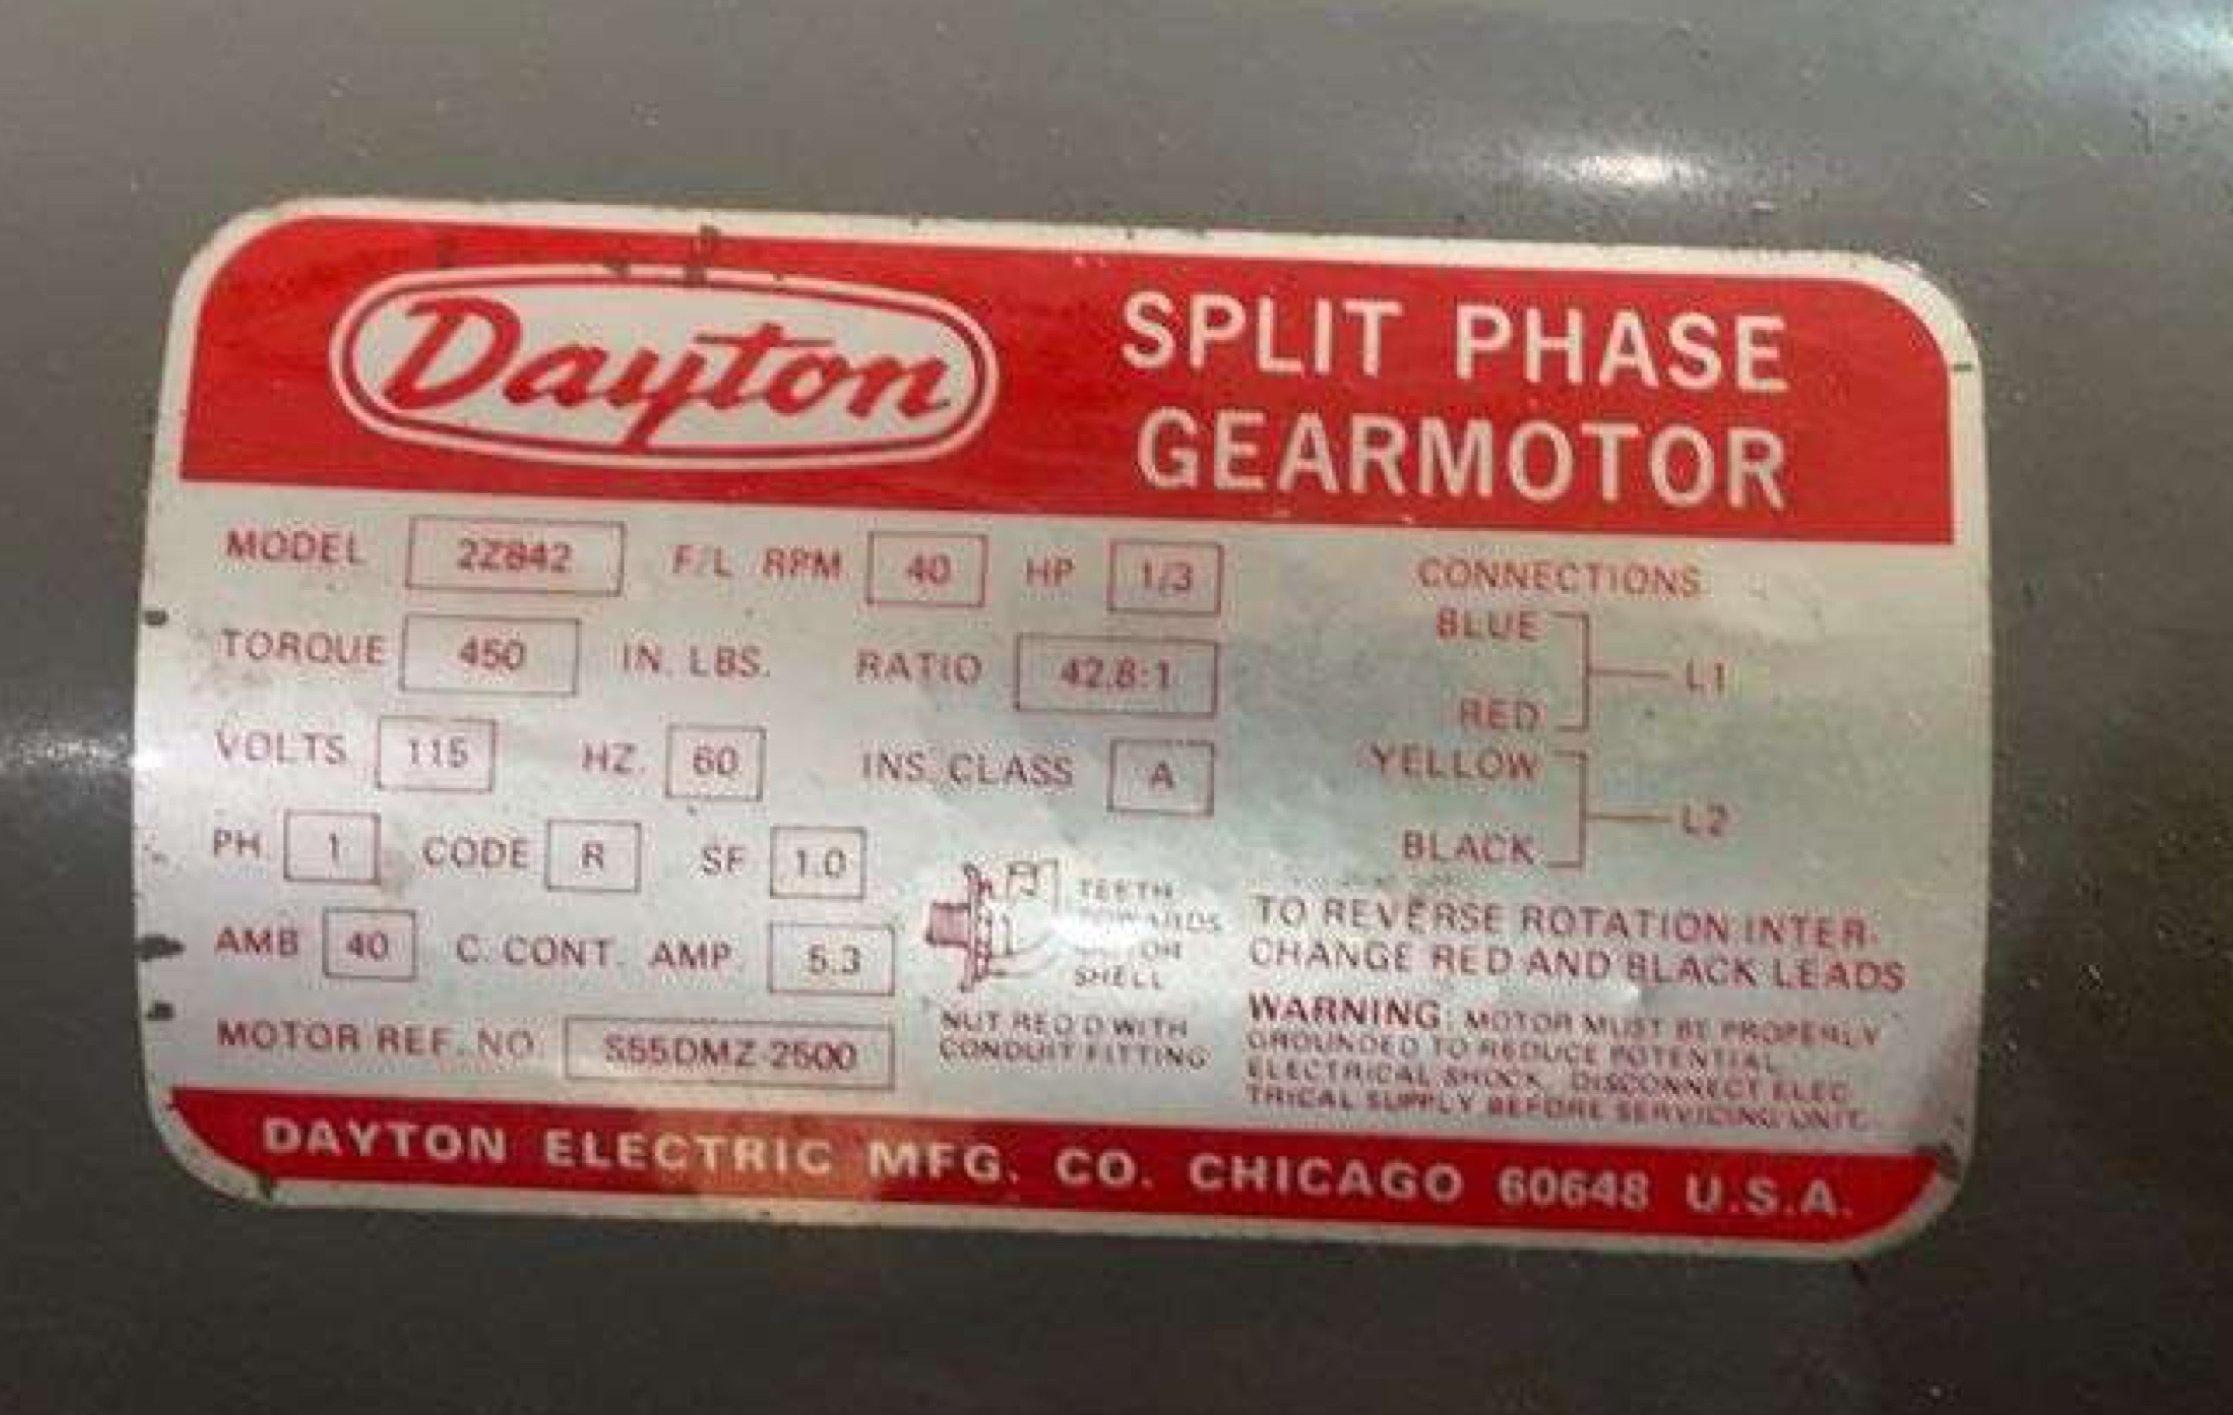 Dayton
SPLIT PHASE
GEARMOTOR
MODEL 2Z842 F/L RPM 40 HP 1/3
TORQUE 450 IN. LBS. RATIO 42.8:1
VOLTS 115 HZ. 60 INS. CLASS A
PH 1 CODE R SF 1.0
AMB 40 C. CONT. AMP 5.3
MOTOR REF. NO. S55DMZ-2500
TEETH
TOWARDS
SHELL
NUT REQ'D WITH
CONDUIT FITTING
CONNECTIONS
BLUE
L1
RED
YELLOW
L2
BLACK
TO REVERSE ROTATION INTER-
CHANGE RED AND BLACK LEADS
WARNING: MOTOR MUST BE PROPERLY
GROUNDED TO REDUCE POTENTIAL
ELECTRICAL SHOCK. DISCONNECT ELEC-
TRICAL SUPPLY BEFORE SERVICING UNIT.
DAYTON ELECTRIC MFG. CO. CHICAGO 60648 U.S.A.